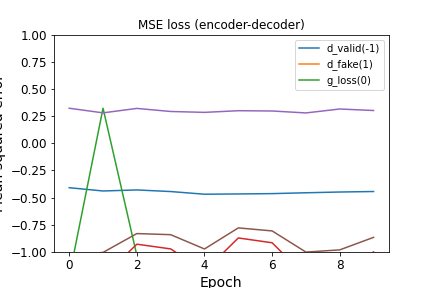 MSE loss (encoder-decoder)
1.00
0.75
0.50
0.25
0.00
−0.25
−0.50
−0.75
−1.00
d_valid(-1)
d_fake(1)
g_loss(0)
0
2
4
6
8
Epoch